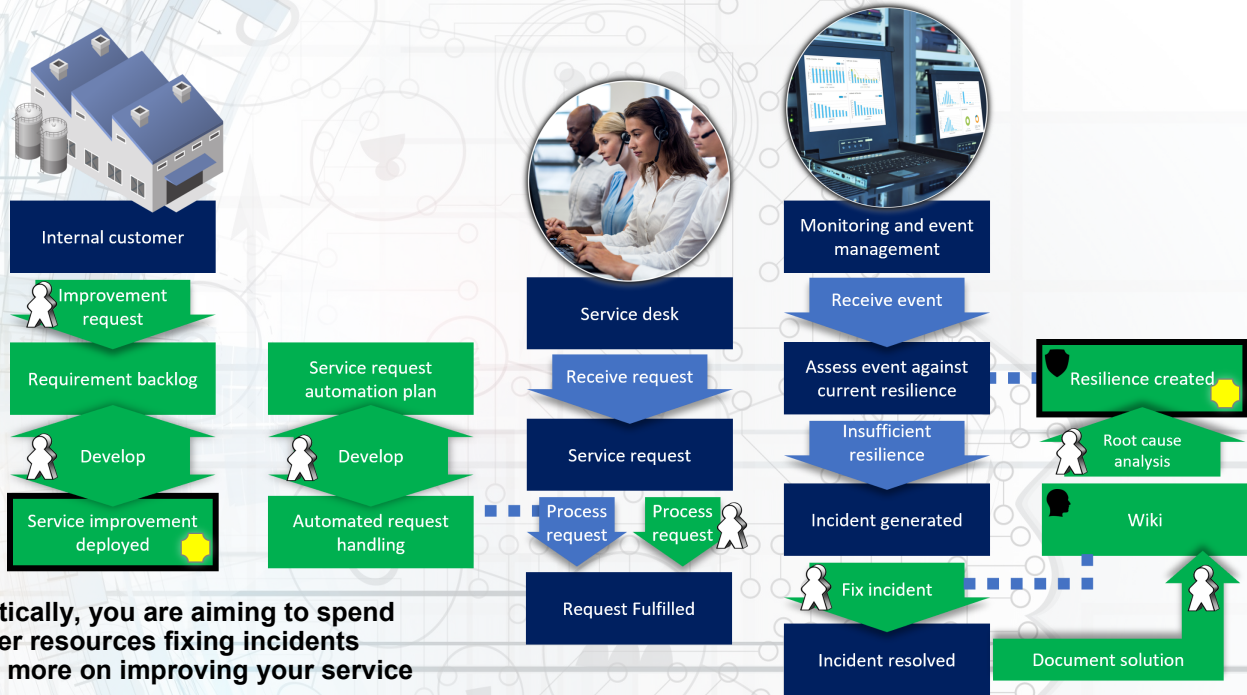 Internal customer
Improvement
request
Requirement backlog
Develop
Service improvement
deployed
Service request
automation plan
Develop
Automated request
handling
Service desk
Receive request
Service request
Process
request
Process
request
Request Fulfilled
Monitoring and event
management
Receive event
Assess event against
current resilience
Insufficient
resilience
Incident generated
Fix incident
Incident resolved
Resilience created
Root cause
analysis
Wiki
Document solution
you are aiming to spend
resources fixing incidents
more on improving your service